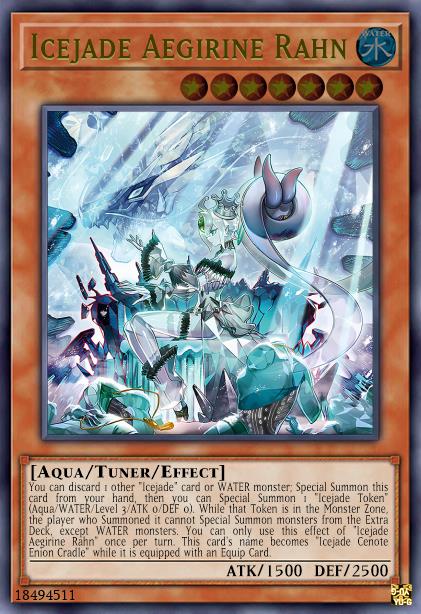 Icejade Aegirine Rahn
WATER
水
[Aqua/Tuner/Effect]
You can discard 1 other "Icejade" card or WATER monster; Special Summon this
card from your hand, then you can Special Summon 1 "Icejade Token"
(Aqua/WATER/Level 3/ATK 0/DEF 0). While that Token is in the Monster Zone,
the player who Summoned it cannot Special Summon monsters from the Extra
Deck, except WATER monsters. You can only use this effect of "Icejade
Aegirine Rahn" once per turn. This card's name becomes "Icejade Cenote
Enion Cradle" while it is equipped with an Equip Card.
ATK/1500 DEF/2500
18494511